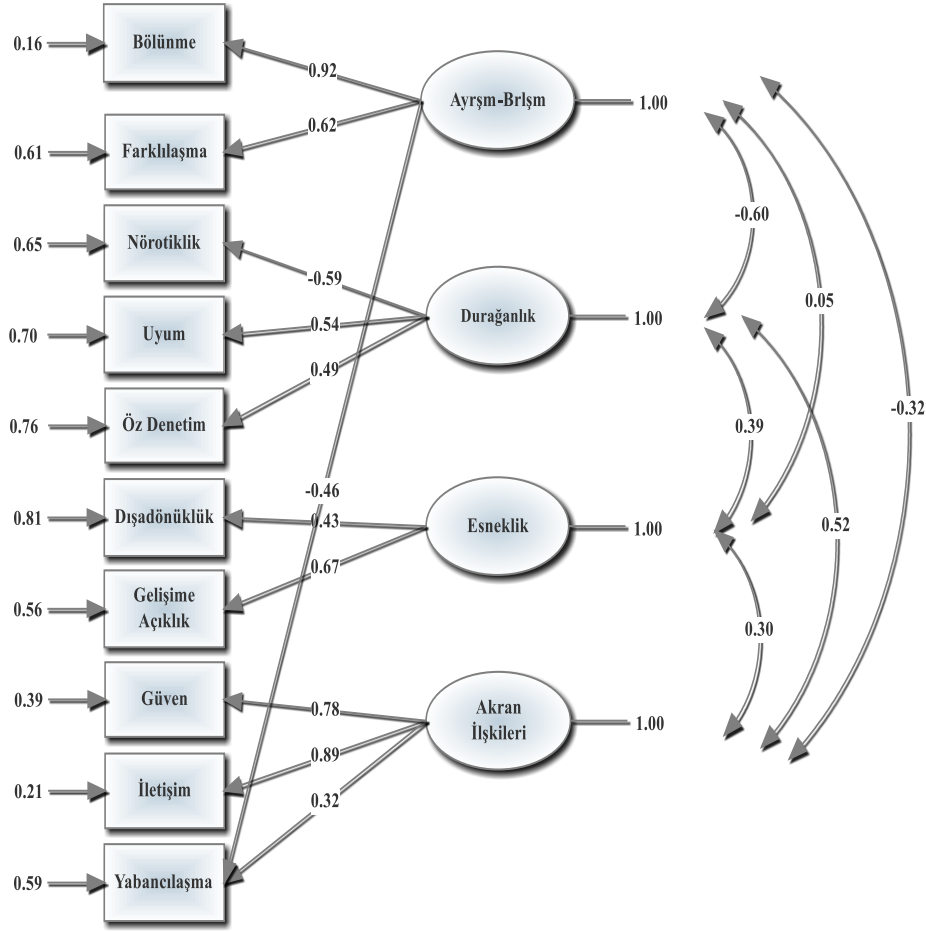 0.16
Bölünme
0.92
Ayrşm-Brlşm
1.00
0.62
0.61
Farklılaşma
-0.60
0.65
Nörotiklik
-0.59
0.05
0.70
Uyum
0.54
Durağanlık
1.00
0.49
-0.32
0.76
Öz Denetim
0.39
-0.46
0.81
Dışadönüklük
0.43
Esneklik
1.00
0.52
0.67
0.56
Gelişime
Açıklık
0.30
0.39
Güven
0.78
Akran
İlşkileri
1.00
0.89
0.21
İletişim
0.32
0.59
Yabancılaşma